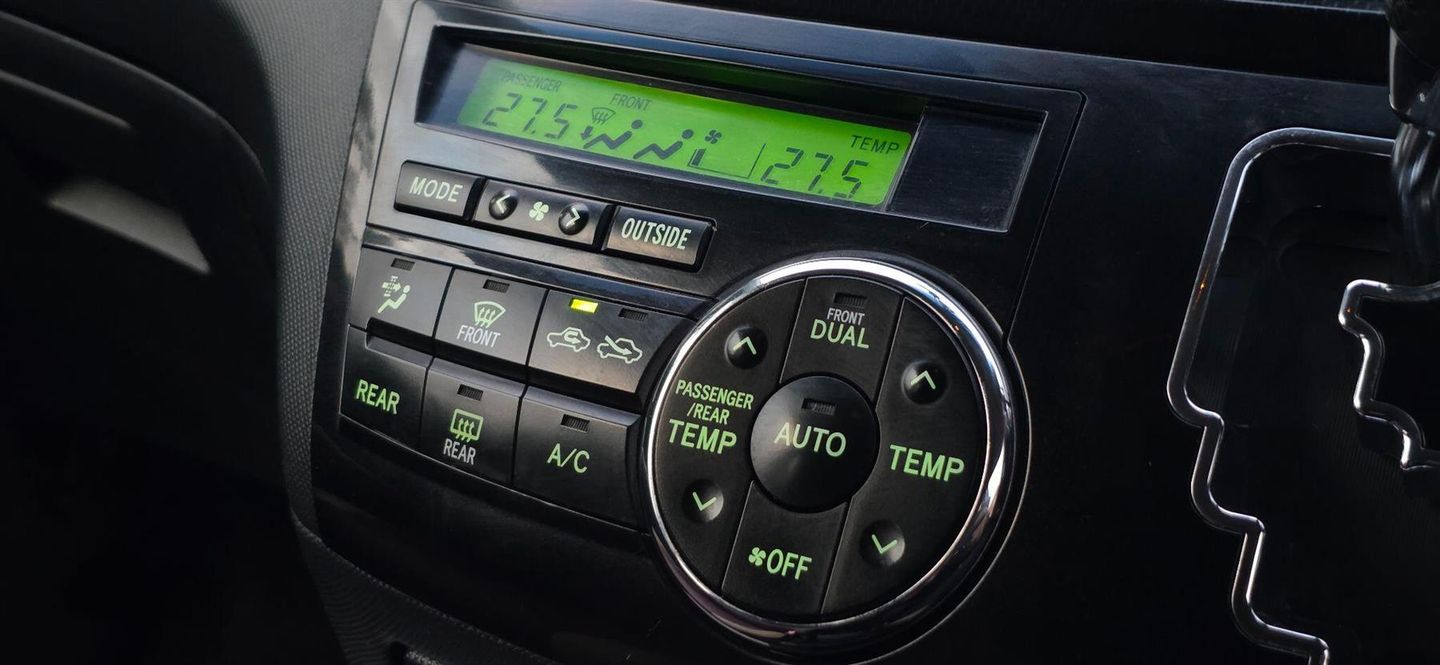 PASSENGER
FRONT
27.5
TEMP
27.5
MODE
OUTSIDE
FRONT
REAR
REAR
A/C
FRONT
DUAL
PASSENGER
/REAR
TEMP
AUTO
TEMP
OFF